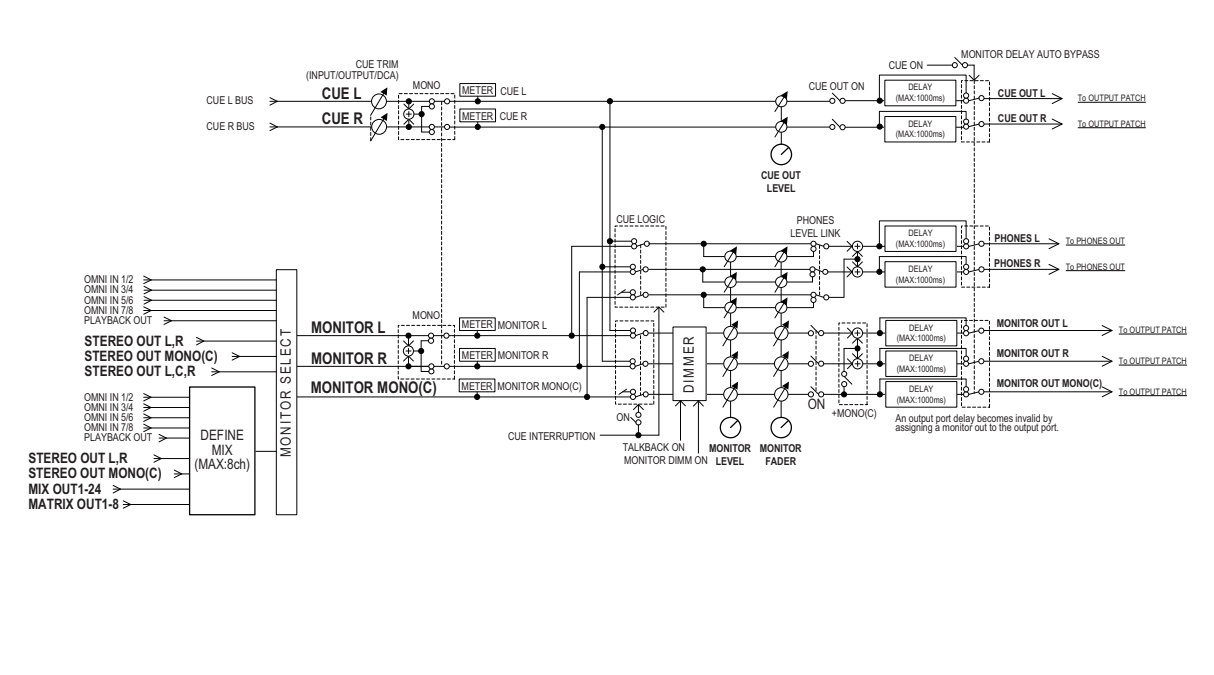 MONITOR DELAY AUTO BYPASS
CUE ON
CUE TRIM
(INPUT/OUTPUT/DCA)
MONO
CUE L BUS
CUE L
METER CUE L
CUE OUT ON
DELAY
(MAX:1000ms)
CUE OUT L
To OUTPUT PATCH
CUE R BUS
CUE R
METER CUE R
DELAY
(MAX:1000ms)
CUE OUT R
To OUTPUT PATCH
CUE OUT
LEVEL
CUE LOGIC
PHONES
LEVEL LINK
DELAY
(MAX:1000ms)
PHONES L
To PHONES OUT
DELAY
(MAX:1000ms)
PHONES R
To PHONES OUT
OMNI IN 1/2
OMNI IN 3/4
OMNI IN 5/6
OMNI IN 7/8
PLAYBACK OUT
STEREO OUT L,R
STEREO OUT MONO(C)
STEREO OUT L,C,R
OMNI IN 1/2
OMNI IN 3/4
OMNI IN 5/6
OMNI IN 7/8
PLAYBACK OUT
STEREO OUT L,R
STEREO OUT MONO(C)
MIX OUT1-24
MATRIX OUT1-8
DEFINE
MIX
(MAX:8ch)
MONITOR SELECT
MONO
MONITOR L
METER MONITOR L
MONITOR R
METER MONITOR R
MONITOR MONO(C)
METER MONITOR MONO(C)
DIMMER
DELAY
(MAX:1000ms)
MONITOR OUT L
To OUTPUT PATCH
DELAY
(MAX:1000ms)
MONITOR OUT R
To OUTPUT PATCH
DELAY
(MAX:1000ms)
MONITOR OUT MONO(C)
To OUTPUT PATCH
ON
ON
+MONO(C)
An output port delay becomes invalid by
assigning a monitor out to the output port.
CUE INTERRUPTION
TALKBACK ON
MONITOR DIMM ON
MONITOR
LEVEL
MONITOR
FADER